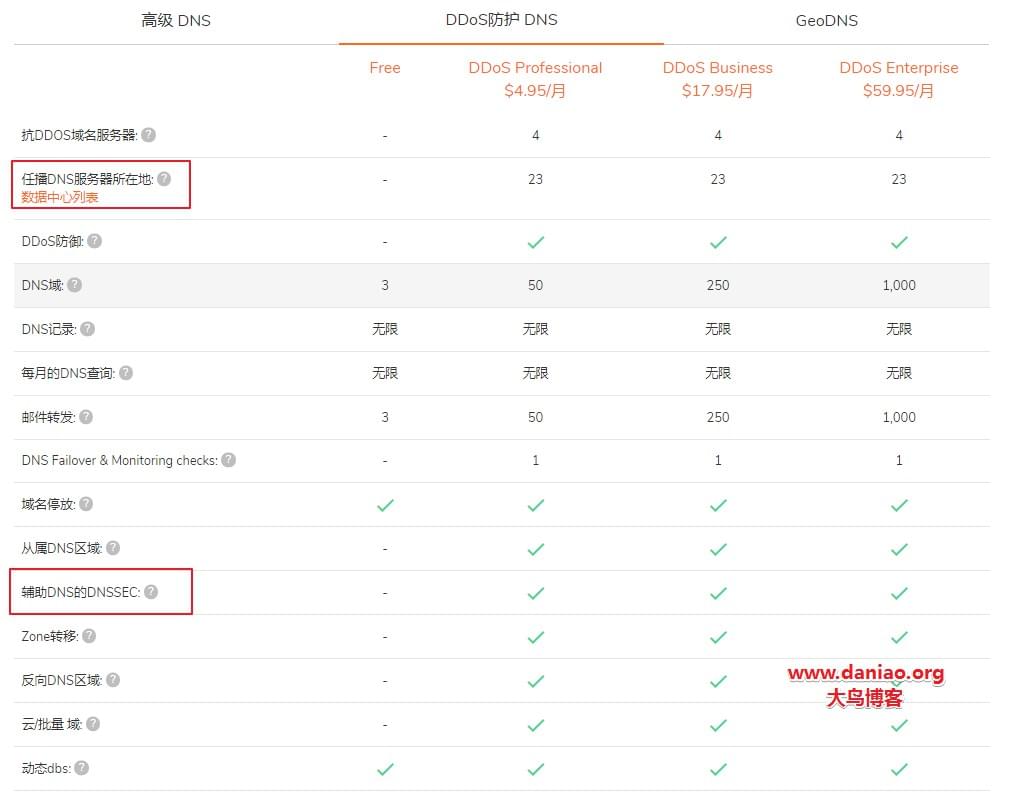 高级 DNS DDoS防护 DNS GeoDNS
Free DDoS Professional DDoS Business DDoS Enterprise
$4.95/月 $17.95/月 $59.95/月
抗DDOS域名服务器: ? - 4 4 4
任播DNS服务器所在地: ? - 23 23 23
数据中心列表
DDoS防御: ? -
DNS域: ? 3 50 250 1,000
DNS记录: ? 无限 无限 无限 无限
每月的DNS查询: ? 无限 无限 无限 无限
邮件转发: ? 3 50 250 1,000
DNS Failover & Monitoring checks: ? - 1 1 1
域名停放: ?
从属DNS区域: ? -
辅助DNS的DNSSEC: ? -
Zone转移: ? -
反向DNS区域: ? -
www.daniao.org
大鸟博客
云/批量 域: ? -
动态dbs: ?